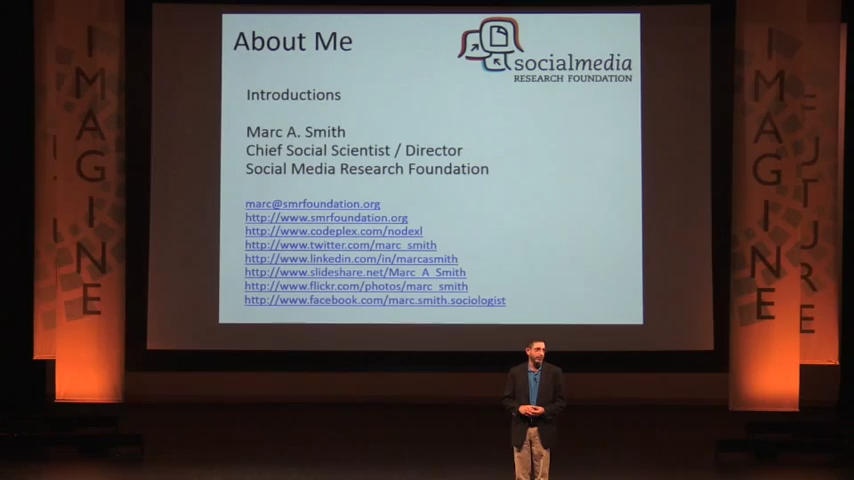 About Me
socialmedia
RESEARCH FOUNDATION
Introductions
Marc A. Smith
Chief Social Scientist / Director
Social Media Research Foundation
marc@smrfoundation.org
http://www.smrfoundation.org
http://www.codeplex.com/nodexl
http://www.twitter.com/marc_smith
http://www.linkedin.com/in/marcasmith
http://www.slideshare.net/Marc_A_Smith
http://www.flickr.com/photos/marc_smith
http://www.facebook.com/marc.smith.sociologist
IMAGINE
IMAGINE
FUTURE